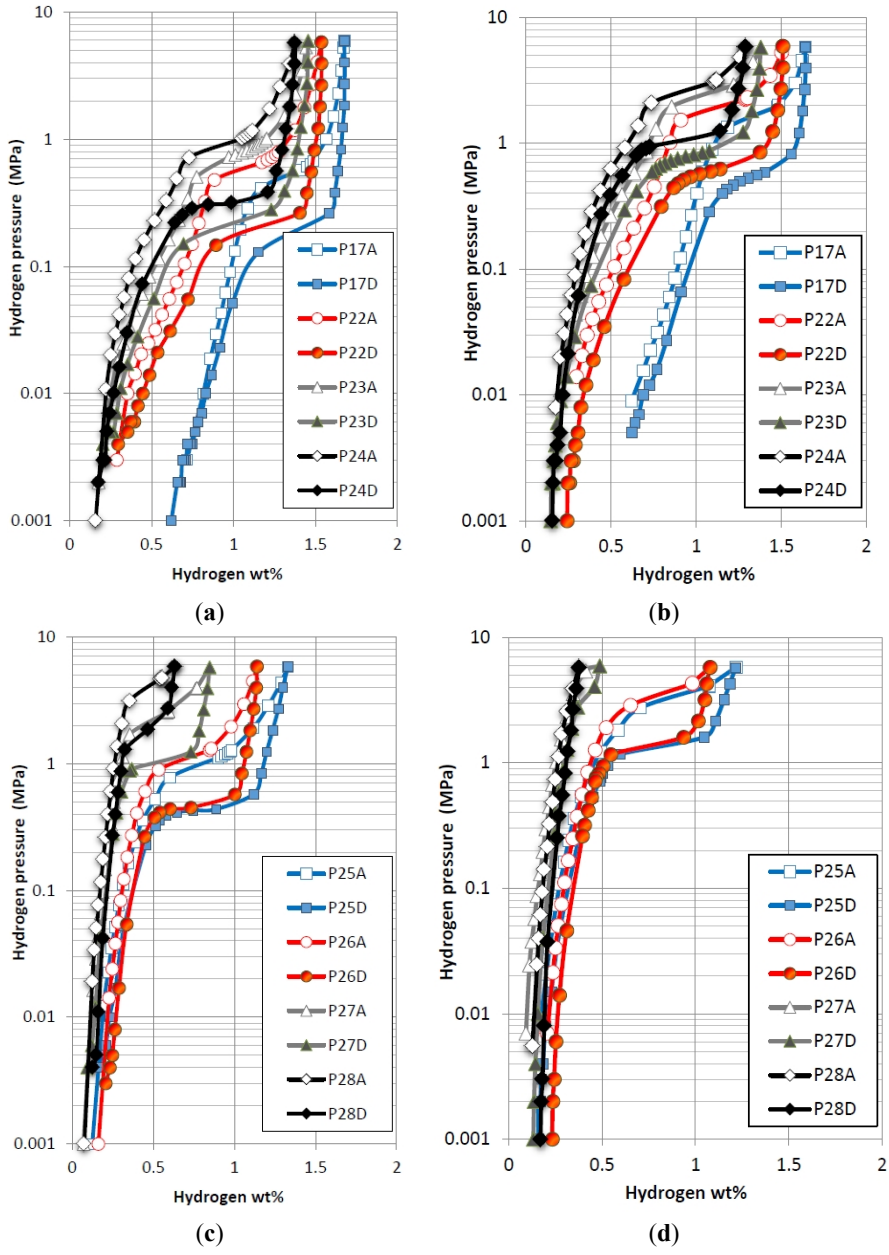 10
1
0.1
0.01
0.001
0 0.5 1 1.5 2
Hydrogen pressure (MPa)
Hydrogen wt%
P17A
P17D
P22A
P22D
P23A
P23D
P24A
P24D
(a)
10
1
0.1
0.01
0.001
0 0.5 1 1.5 2
Hydrogen pressure (MPa)
Hydrogen wt%
P17A
P17D
P22A
P22D
P23A
P23D
P24A
P24D
(b)
10
1
0.1
0.01
0.001
0 0.5 1 1.5 2
Hydrogen pressure (MPa)
Hydrogen wt%
P25A
P25D
P26A
P26D
P27A
P27D
P28A
P28D
(c)
10
1
0.1
0.01
0.001
0 0.5 1 1.5 2
Hydrogen pressure (MPa)
Hydrogen wt%
P25A
P25D
P26A
P26D
P27A
P27D
P28A
P28D
(d)